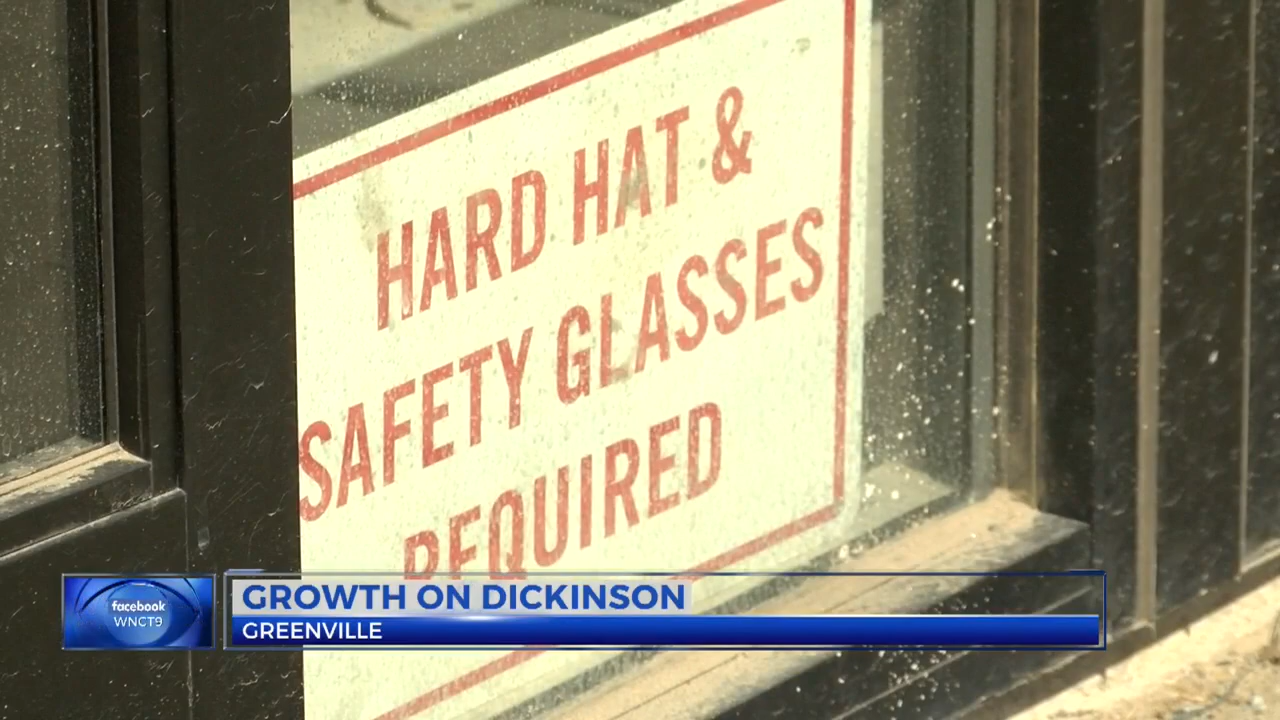 HARD HAT &
SAFETY GLASSES
REQUIRED
GROWTH ON DICKINSON
facebook
WNCT9
GREENVILLE